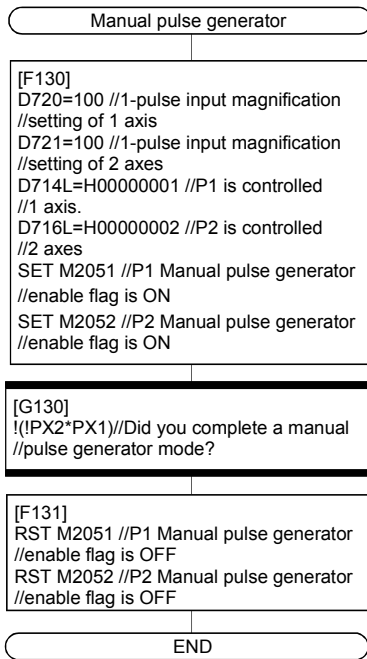 Manual pulse generator
[F130]
D720=100 //1-pulse input magnification
//setting of 1 axis
D721=100 //1-pulse input magnification
//setting of 2 axes
D714L=H00000001 //P1 is controlled
//1 axis.
D716L=H00000002 //P2 is controlled
//2 axes
SET M2051 //P1 Manual pulse generator
//enable flag is ON
SET M2052 //P2 Manual pulse generator
//enable flag is ON
[G130]
!(!PX2*PX1)//Did you complete a manual
//pulse generator mode?
[F131]
RST M2051 //P1 Manual pulse generator
//enable flag is OFF
RST M2052 //P2 Manual pulse generator
//enable flag is OFF
END